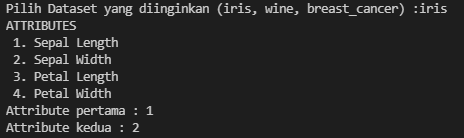 Pilih Dataset yang diinginkan (iris, wine, breast_cancer) :iris
ATTRIBUTES
1. Sepal Length
2. Sepal Width
3. Petal Length
4. Petal Width
Attribute pertama : 1
Attribute kedua : 2